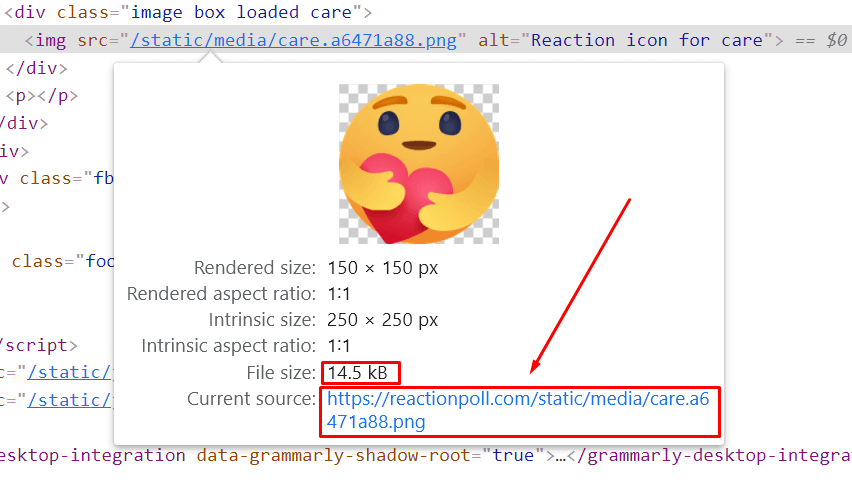 <div class="image box loaded care">
<img src="/static/media/care.a6471a88.png" alt="Reaction icon for care"> == $0
</div>
<p></p>
/div>
iv>
v class="fb
>
class="foo
/script>
c="/static/j
="/static/
Rendered size: 150 × 150 px
Rendered aspect ratio: 1:1
Intrinsic size: 250 × 250 px
Intrinsic aspect ratio: 1:1
File size: 14.5 kB
Current source: https://reactionpoll.com/static/media/care.a6
471a88.png
esktop-integration data-grammarly-shadow-root="true">…</grammarly-desktop-integra